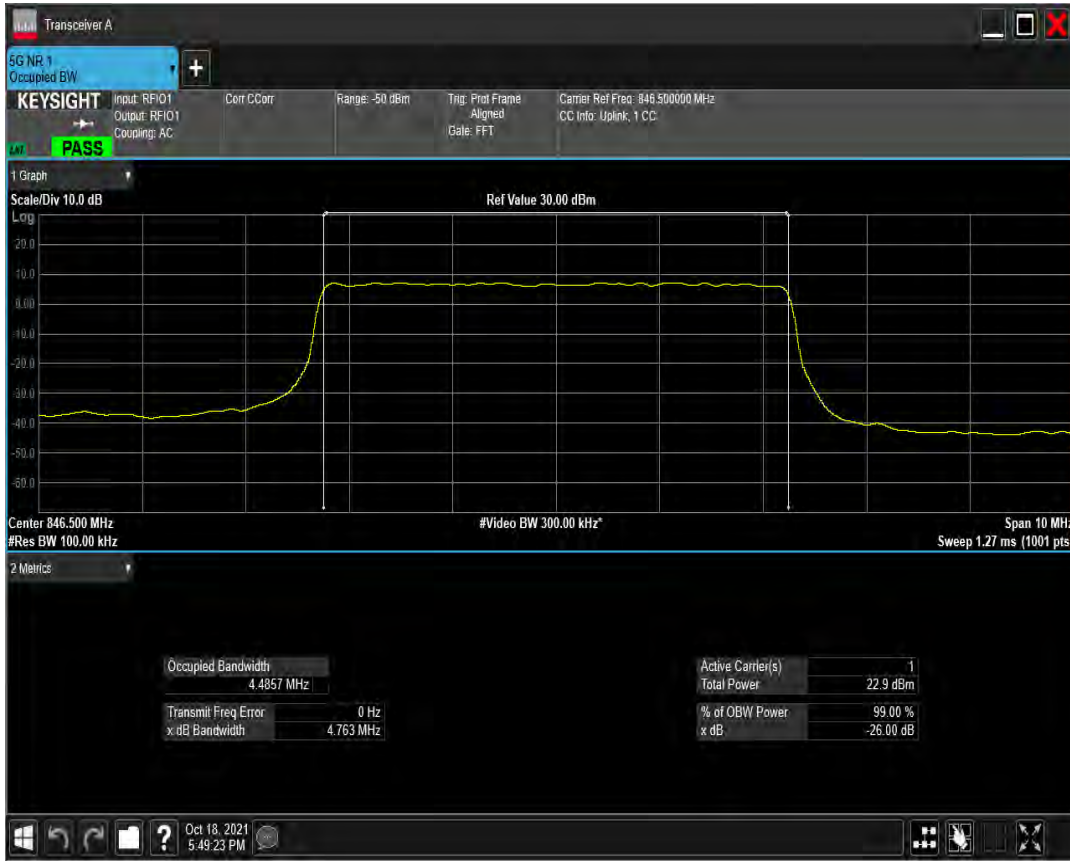 Transceiver A
5G NR 1
Occupied BW
+
KEYSIGHT
Input: RFIO1
Output: RFIO1
Coupling: AC
Corr CCorr
Range: -50 dBm
Trig: Prot Frame
Aligned
Gate: FFT
Carrier Ref Freq: 846.500000 MHz
CC Info: Uplink, 1 CC
PASS
1 Graph
Scale/Div 10.0 dB
Ref Value 30.00 dBm
Log
20.0
10.0
0.00
-10.0
-20.0
-30.0
-40.0
-50.0
-60.0
Center 846.500 MHz
#Video BW 300.00 kHz*
Span 10 MHz
#Res BW 100.00 kHz
Sweep 1.27 ms (1001 pts
2 Metrics
Occupied Bandwidth
4.4857 MHz
Transmit Freq Error 0 Hz
x dB Bandwidth 4.763 MHz
Active Carrier(s) 1
Total Power 22.9 dBm
% of OBW Power 99.00 %
x dB -26.00 dB
?
Oct 18, 2021
5:49:23 PM